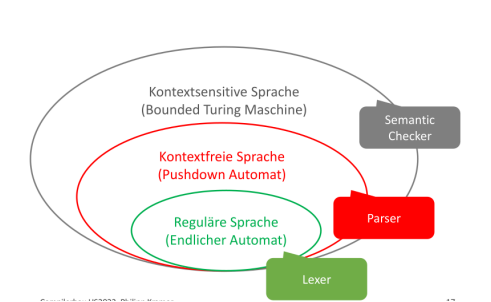 Kontextsensitive Sprache
(Bounded Turing Maschine)
Semantic
Checker
Kontextfreie Sprache
(Pushdown Automat)
Parser
Reguläre Sprache
(Endlicher Automat)
Lexer
17